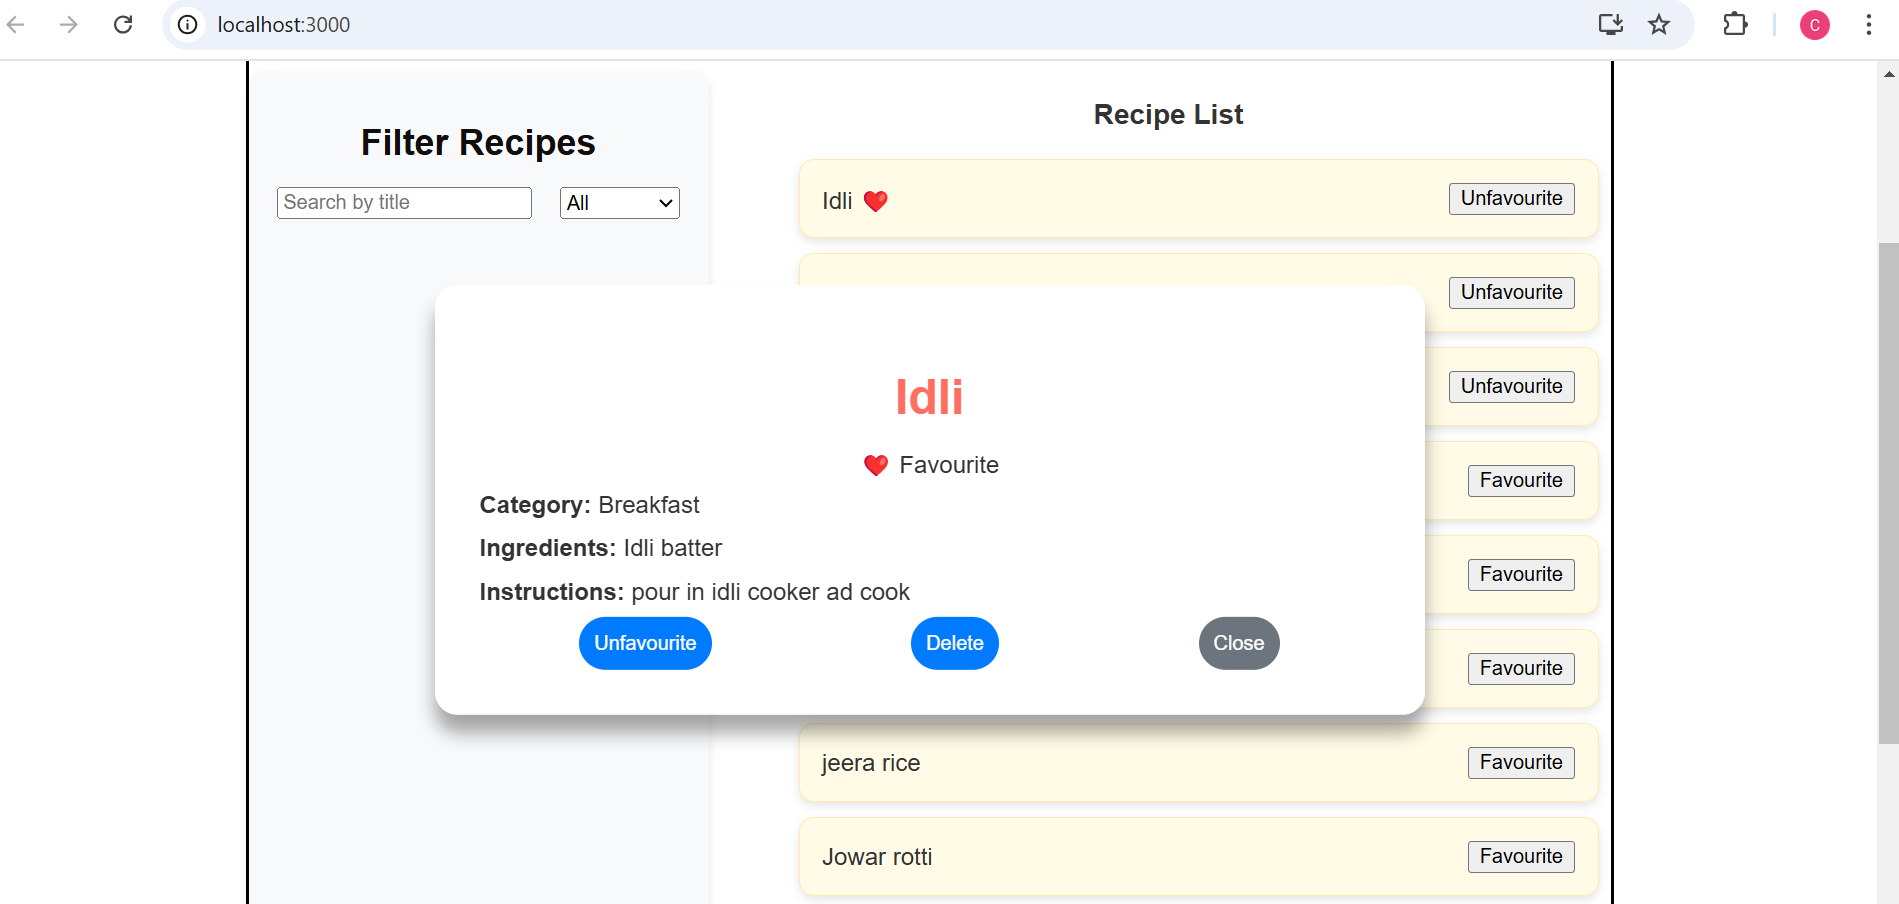 localhost:3000
C
Filter Recipes
Search by title
All
Recipe List
Idli ❤️ Unfavourite
Unfavourite
Unfavourite
Favourite
Favourite
Favourite
jeera rice Favourite
Jowar rotti Favourite
Idli
❤️ Favourite
Category: Breakfast
Ingredients: Idli batter
Instructions: pour in idli cooker ad cook
Unfavourite Delete Close